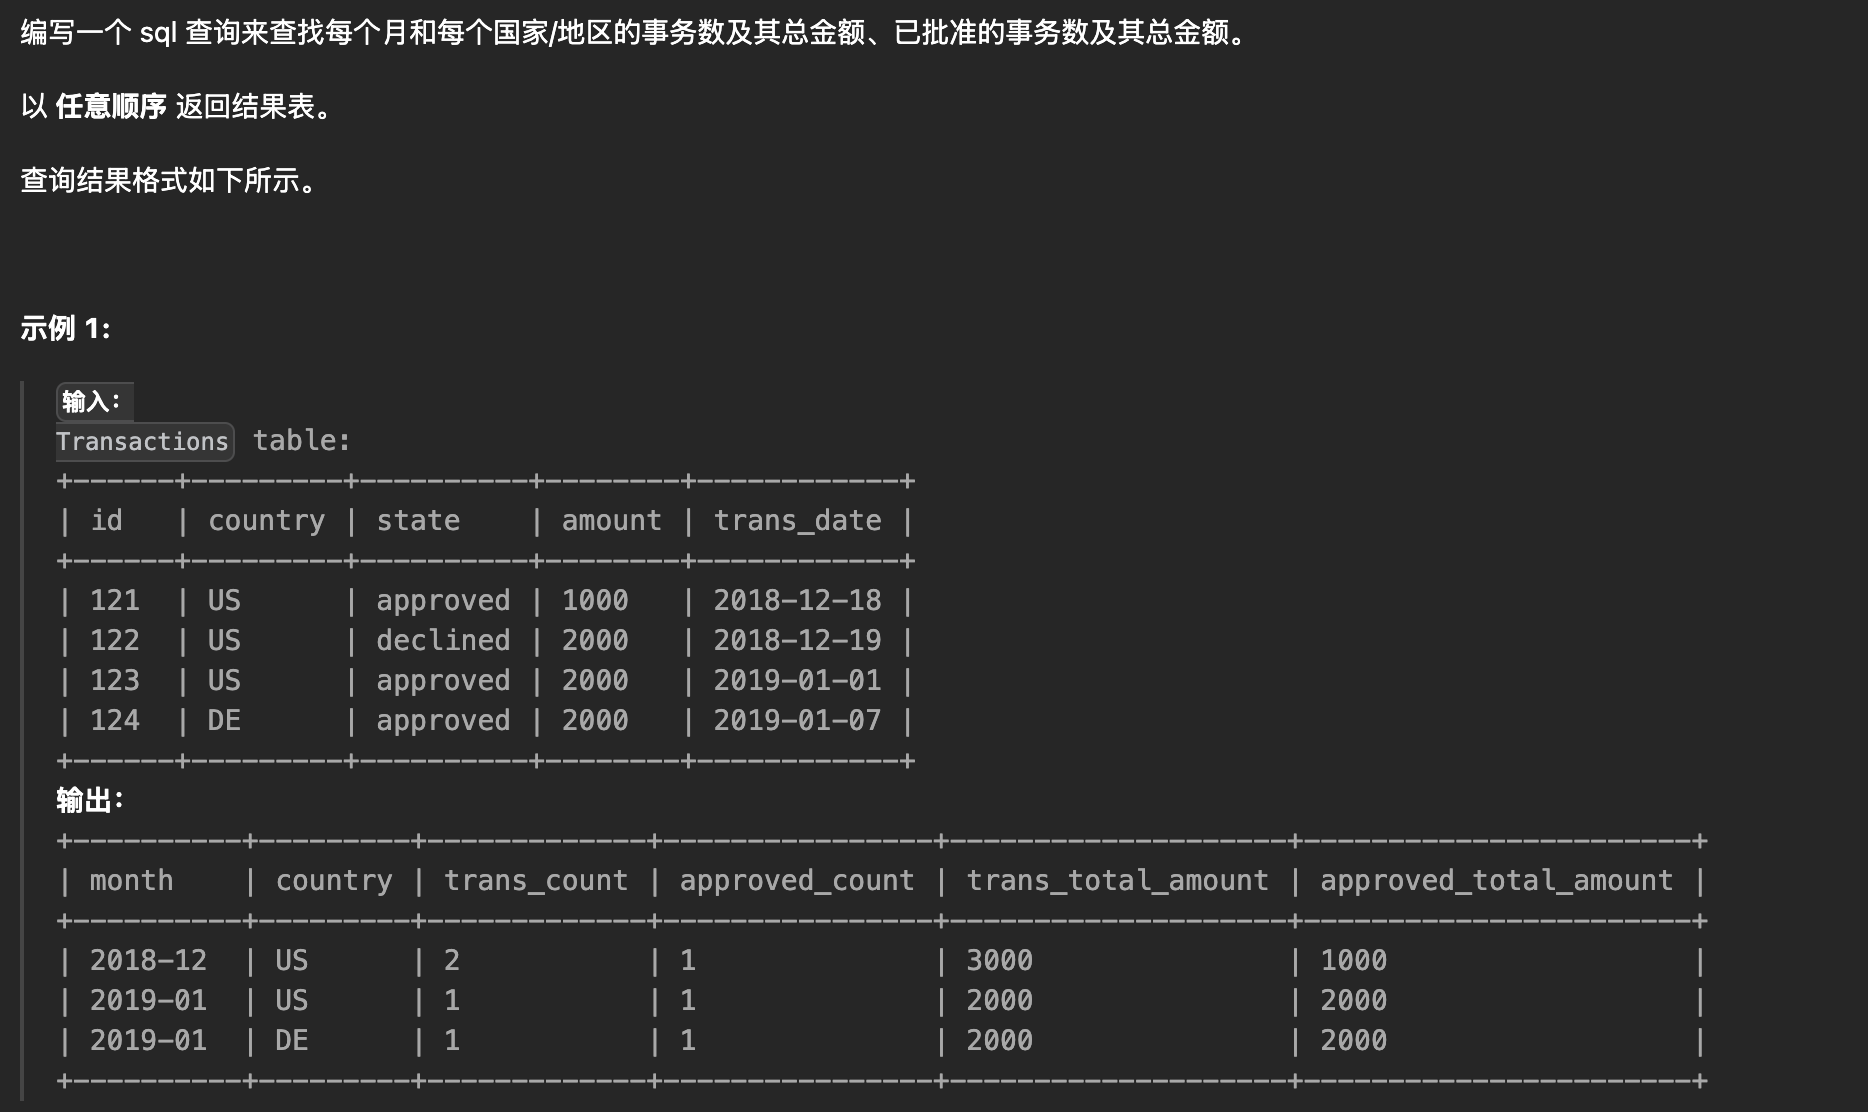 编写一个 sql 查询来查找每个月和每个国家/地区的事务数及其总金额、已批准的事务数及其总金额。
以 任意顺序 返回结果表。
查询结果格式如下所示。
示例 1:
输入：
Transactions table:
+------+---------+----------+--------+------------+
| id   | country | state    | amount | trans_date |
+------+---------+----------+--------+------------+
| 121  | US      | approved | 1000   | 2018-12-18 |
| 122  | US      | declined | 2000   | 2018-12-19 |
| 123  | US      | approved | 2000   | 2019-01-01 |
| 124  | DE      | approved | 2000   | 2019-01-07 |
+------+---------+----------+--------+------------+
输出：
+----------+---------+-------------+----------------+--------------------+-----------------------+
| month    | country | trans_count | approved_count | trans_total_amount | approved_total_amount |
+----------+---------+-------------+----------------+--------------------+-----------------------+
| 2018-12  | US      | 2           | 1              | 3000               | 1000                  |
| 2019-01  | US      | 1           | 1              | 2000               | 2000                  |
| 2019-01  | DE      | 1           | 1              | 2000               | 2000                  |
+----------+---------+-------------+----------------+--------------------+-----------------------+